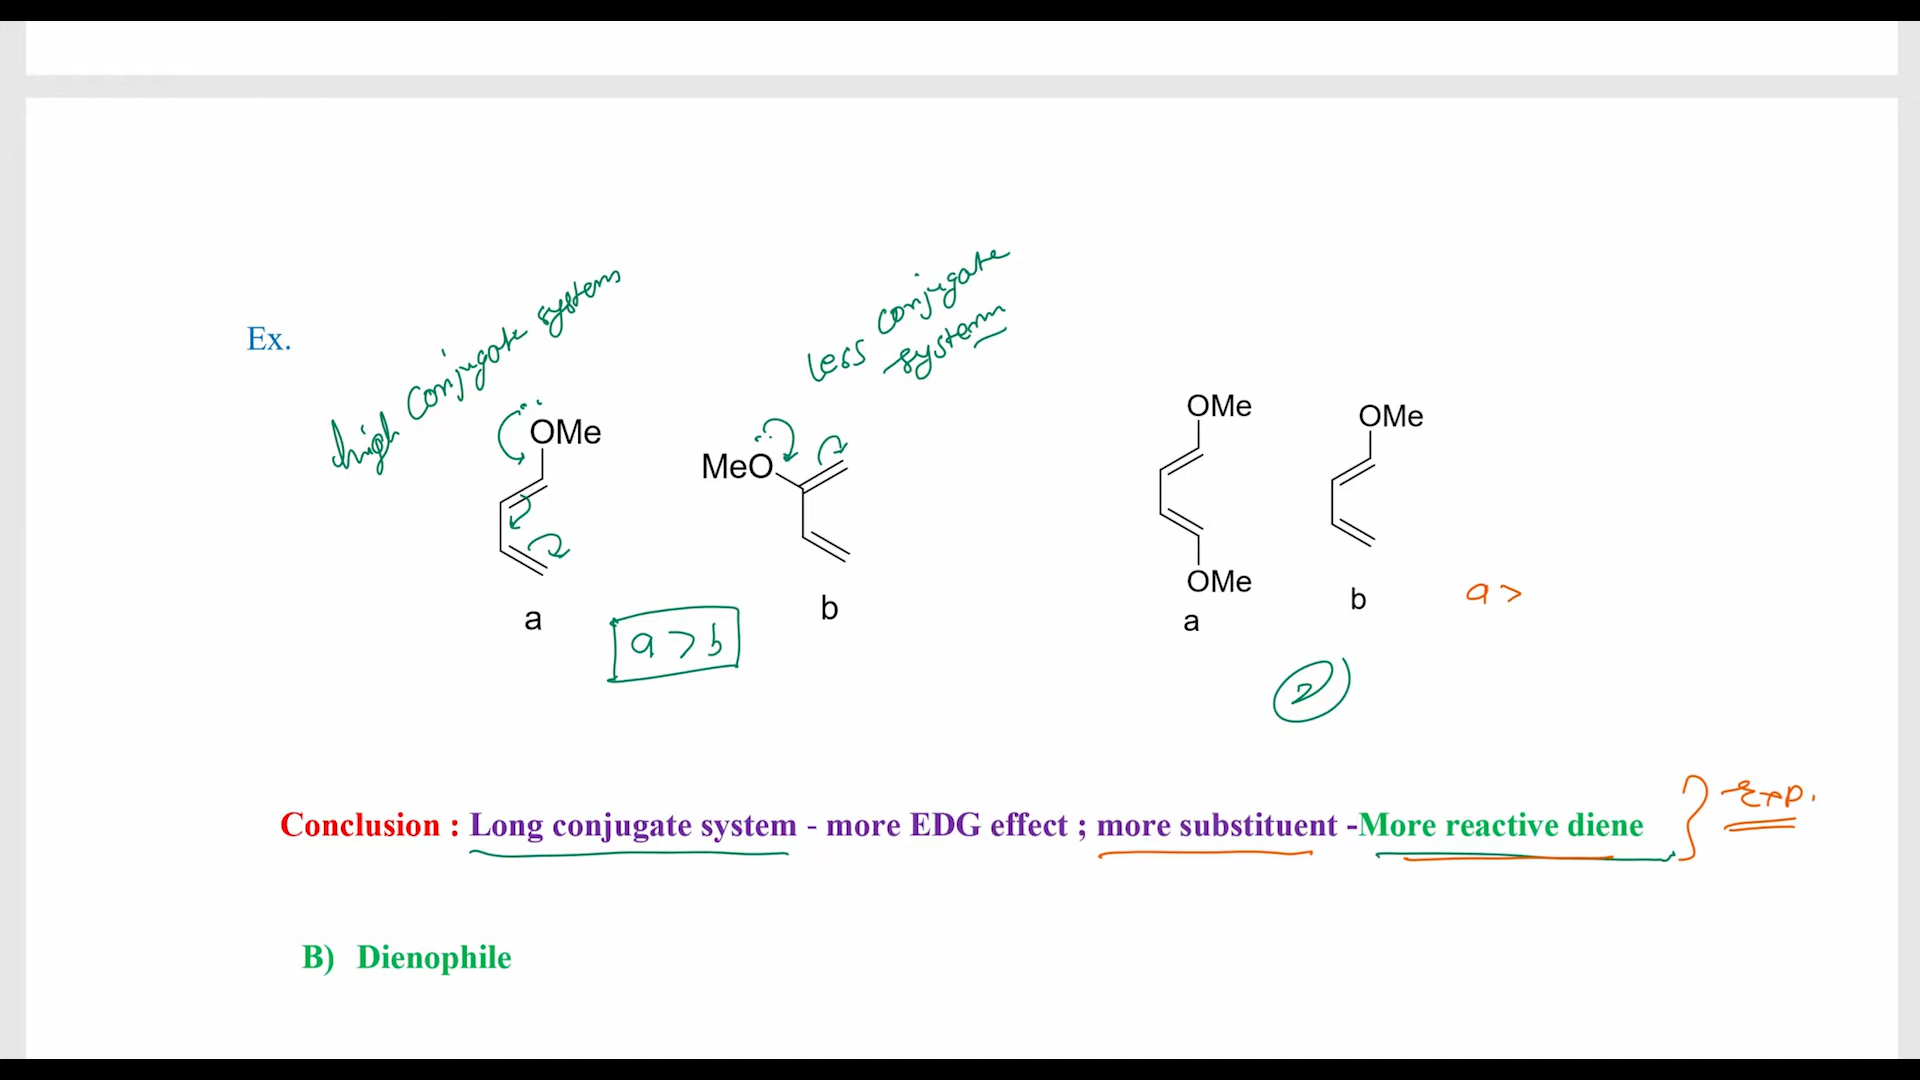 Ex.
high conjugate system
less conjugate
system
OMe
MeO
OMe
OMe
OMe
a
b
a
b
a >
a > b
2
Conclusion : Long conjugate system - more EDG effect ; more substituent -More reactive diene
Exp.
B) Dienophile